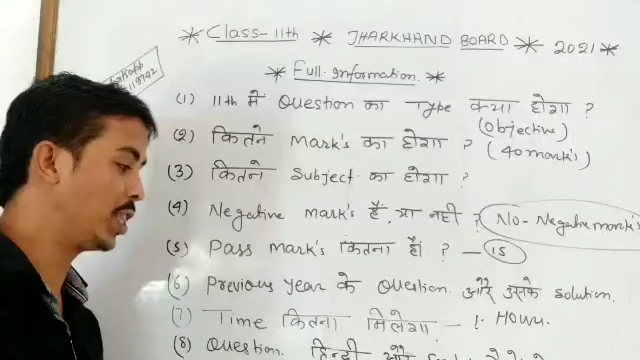 * Class-11th * JHARKHAND BOARD * 2021 *
* Full Information. *
(1) 11th में Question का Type क्या होगा ?
(Objective)
(2) कितने Mark's का होगा ? (40 mark's)
(3) कितने Subject का होगा ?
(4) Negative mark's हैं, या नहीं ? No-Negative mark's
(5) Pass mark's कितना हैं ? — 15
(6) Previous year के Question. और उसके Solution.
(7) Time कितना मिलेगा — 1- Hour.
(8) Question. हिन्दी और